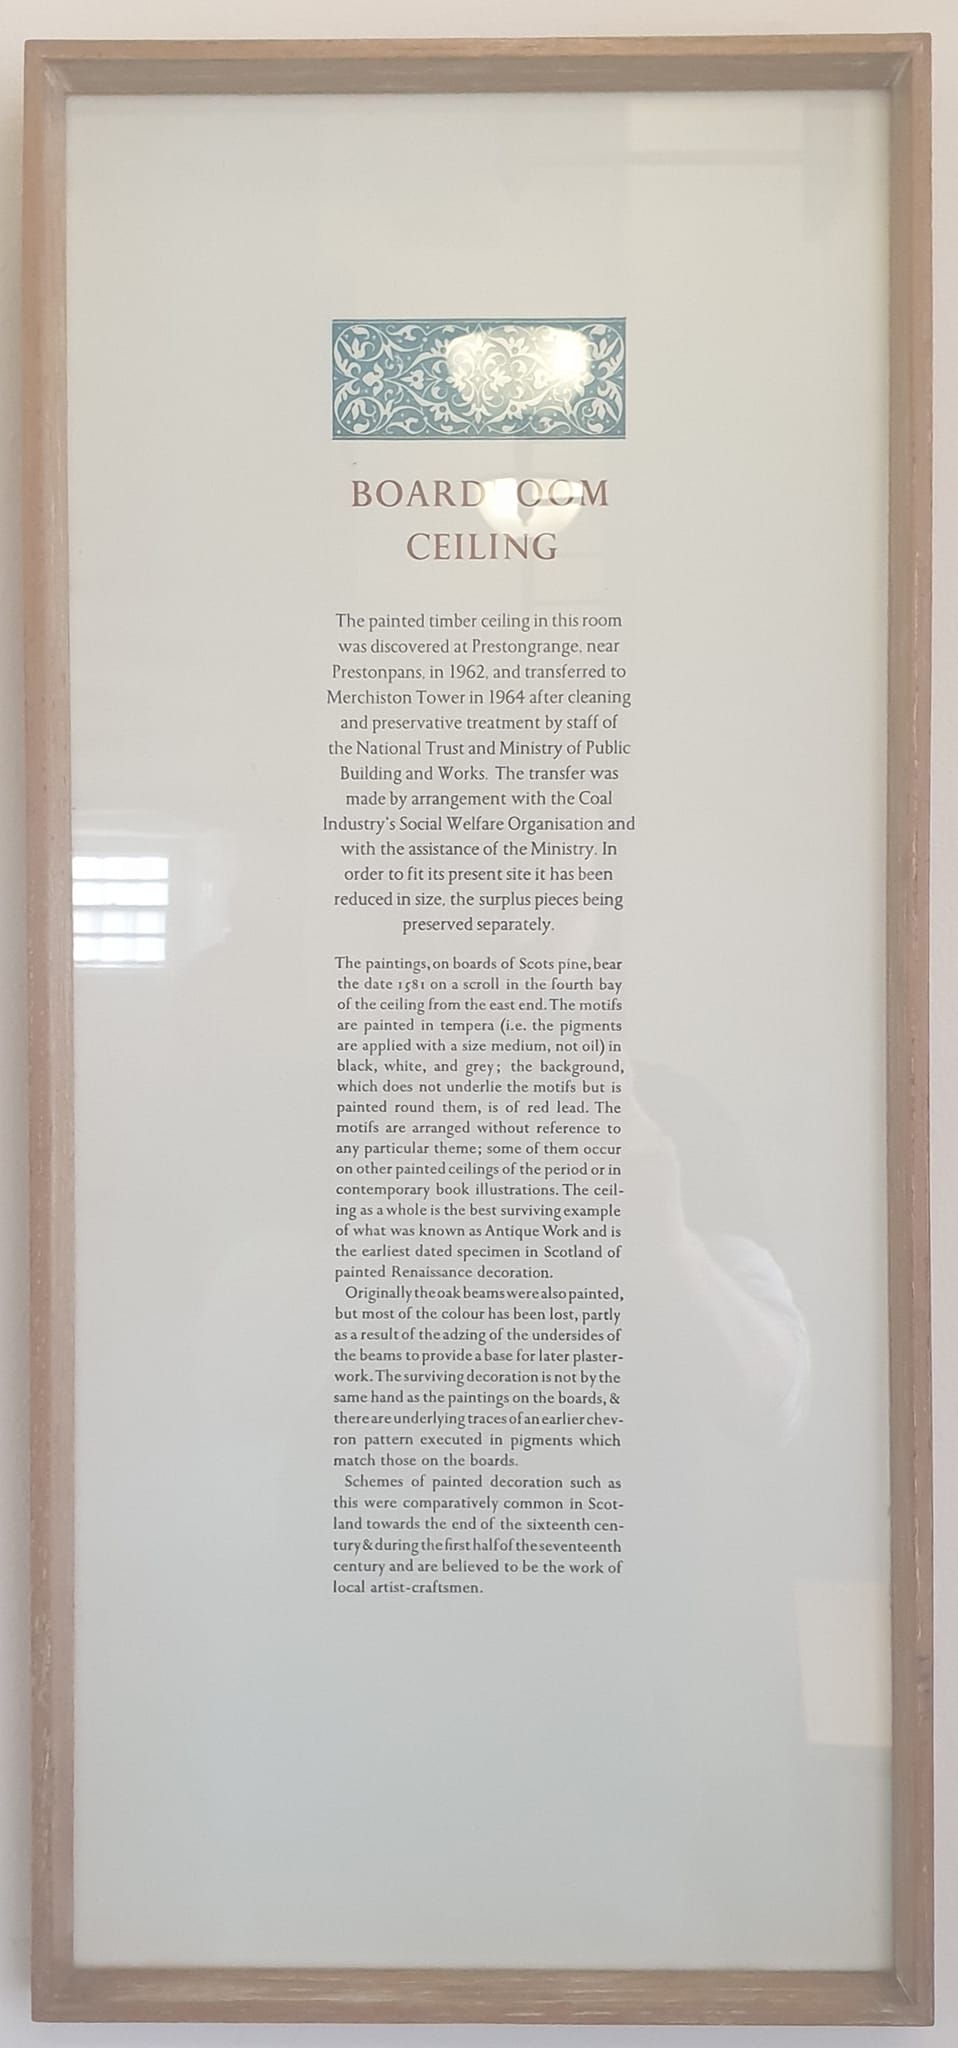 BOARDROOM
CEILING
The painted timber ceiling in this room
was discovered at Prestongrange, near
Prestonpans, in 1962, and transferred to
Merchiston Tower in 1964 after cleaning
and preservative treatment by staff of
the National Trust and Ministry of Public
Building and Works. The transfer was
made by arrangement with the Coal
Industry's Social Welfare Organisation and
with the assistance of the Ministry. In
order to fit its present site it has been
reduced in size, the surplus pieces being
preserved separately.
The paintings, on boards of Scots pine, bear
the date 1581 on a scroll in the fourth bay
of the ceiling from the east end. The motifs
are painted in tempera (i.e. the pigments
are applied with a size medium, not oil) in
black, white, and grey; the background,
which does not underlie the motifs but is
painted round them, is of red lead. The
motifs are arranged without reference to
any particular theme; some of them occur
on other painted ceilings of the period or in
contemporary book illustrations. The ceil-
ing as a whole is the best surviving example
of what was known as Antique Work and is
the earliest dated specimen in Scotland of
painted Renaissance decoration.
Originally the oak beams were also painted,
but most of the colour has been lost, partly
as a result of the adzing of the undersides of
the beams to provide a base for later plaster-
work. The surviving decoration is not by the
same hand as the paintings on the boards, &
there are underlying traces of an earlier chev-
ron pattern executed in pigments which
match those on the boards.
Schemes of painted decoration such as
this were comparatively common in Scot-
land towards the end of the sixteenth cen-
tury & during the first half of the seventeenth
century and are believed to be the work of
local artist-craftsmen.